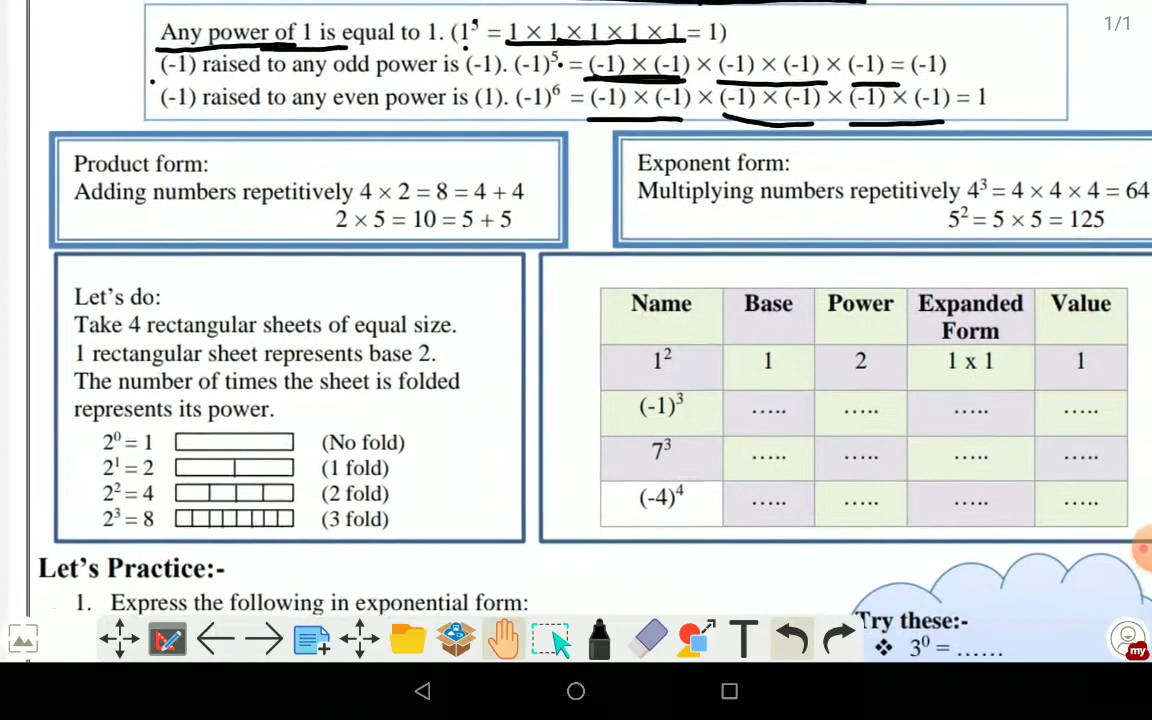 1/1
Any power of 1 is equal to 1. (1⁵ = 1 × 1 × 1 × 1 × 1 = 1)
(-1) raised to any odd power is (-1). (-1)⁵ = (-1) × (-1) × (-1) × (-1) × (-1) = (-1)
(-1) raised to any even power is (1). (-1)⁶ = (-1) × (-1) × (-1) × (-1) × (-1) × (-1) = 1
Product form:
Adding numbers repetitively 4 × 2 = 8 = 4 + 4
2 × 5 = 10 = 5 + 5
Exponent form:
Multiplying numbers repetitively 4³ = 4 × 4 × 4 = 64
5² = 5 × 5 = 125
Let’s do:
Take 4 rectangular sheets of equal size.
1 rectangular sheet represents base 2.
The number of times the sheet is folded
represents its power.
2⁰ = 1 (No fold)
2¹ = 2 (1 fold)
2² = 4 (2 fold)
2³ = 8 (3 fold)
Name Base Power Expanded Form Value
1² 1 2 1 x 1 1
(-1)³ ..... ..... ..... .....
7³ ..... ..... ..... .....
(-4)⁴ ..... ..... ..... .....
Let’s Practice:-
1. Express the following in exponential form:
Try these:-
❖ 3⁰ = ......
T
my